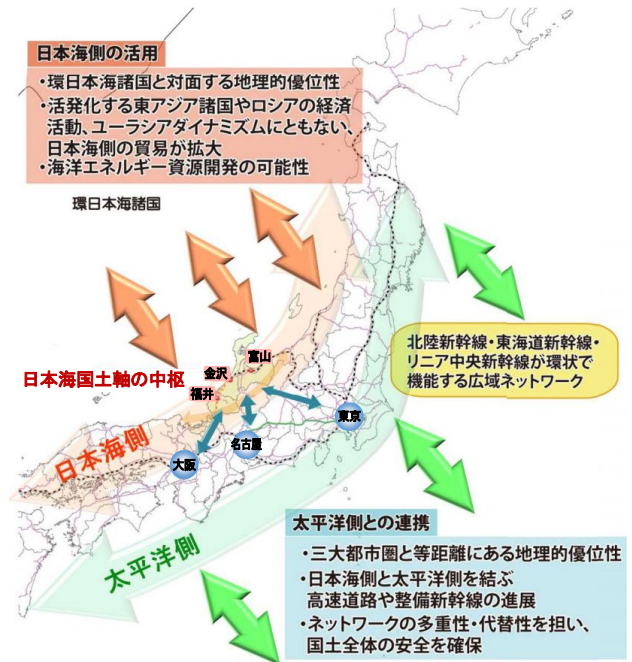 日本海側の活用
・環日本海諸国と対面する地理的優位性
・活発化する東アジア諸国やロシアの経済
活動、ユーラシアダイナミズムにともない、
日本海側の貿易が拡大
・海洋エネルギー資源開発の可能性
環日本海諸国
北陸新幹線・東海道新幹線・
リニア中央新幹線が環状で
機能する広域ネットワーク
富山
金沢
日本海国土軸の中枢
福井
東京
名古屋
大阪
日本海側
太平洋側
太平洋側との連携
・三大都市圏と等距離にある地理的優位性
・日本海側と太平洋側を結ぶ
高速道路や整備新幹線の進展
・ネットワークの多重性・代替性を担い、
国土全体の安全を確保